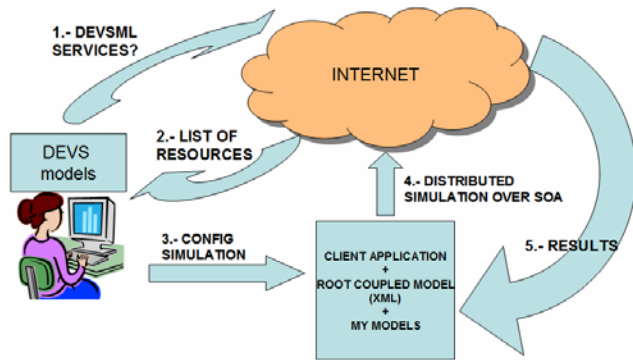 1.- DEVSML
SERVICES?
INTERNET
2.- LIST OF
RESOURCES
DEVS
models
4.- DISTRIBUTED
SIMULATION OVER SOA
3.- CONFIG
SIMULATION
CLIENT APPLICATION
+
ROOT COUPLED MODEL
(XML)
+
MY MODELS
5.- RESULTS